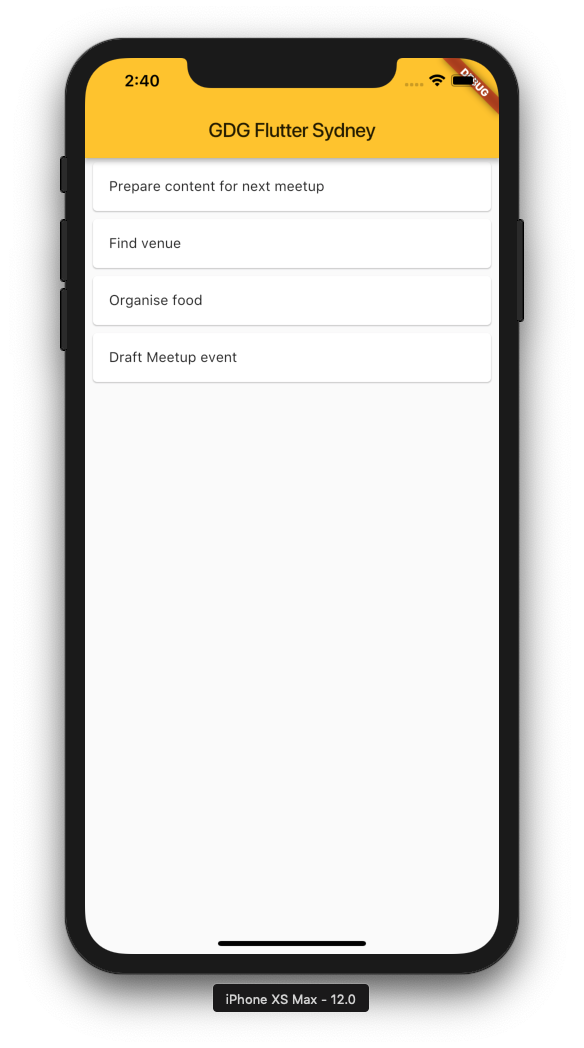 2:40
DEBUG
GDG Flutter Sydney
Prepare content for next meetup
Find venue
Organise food
Draft Meetup event
iPhone XS Max - 12.0